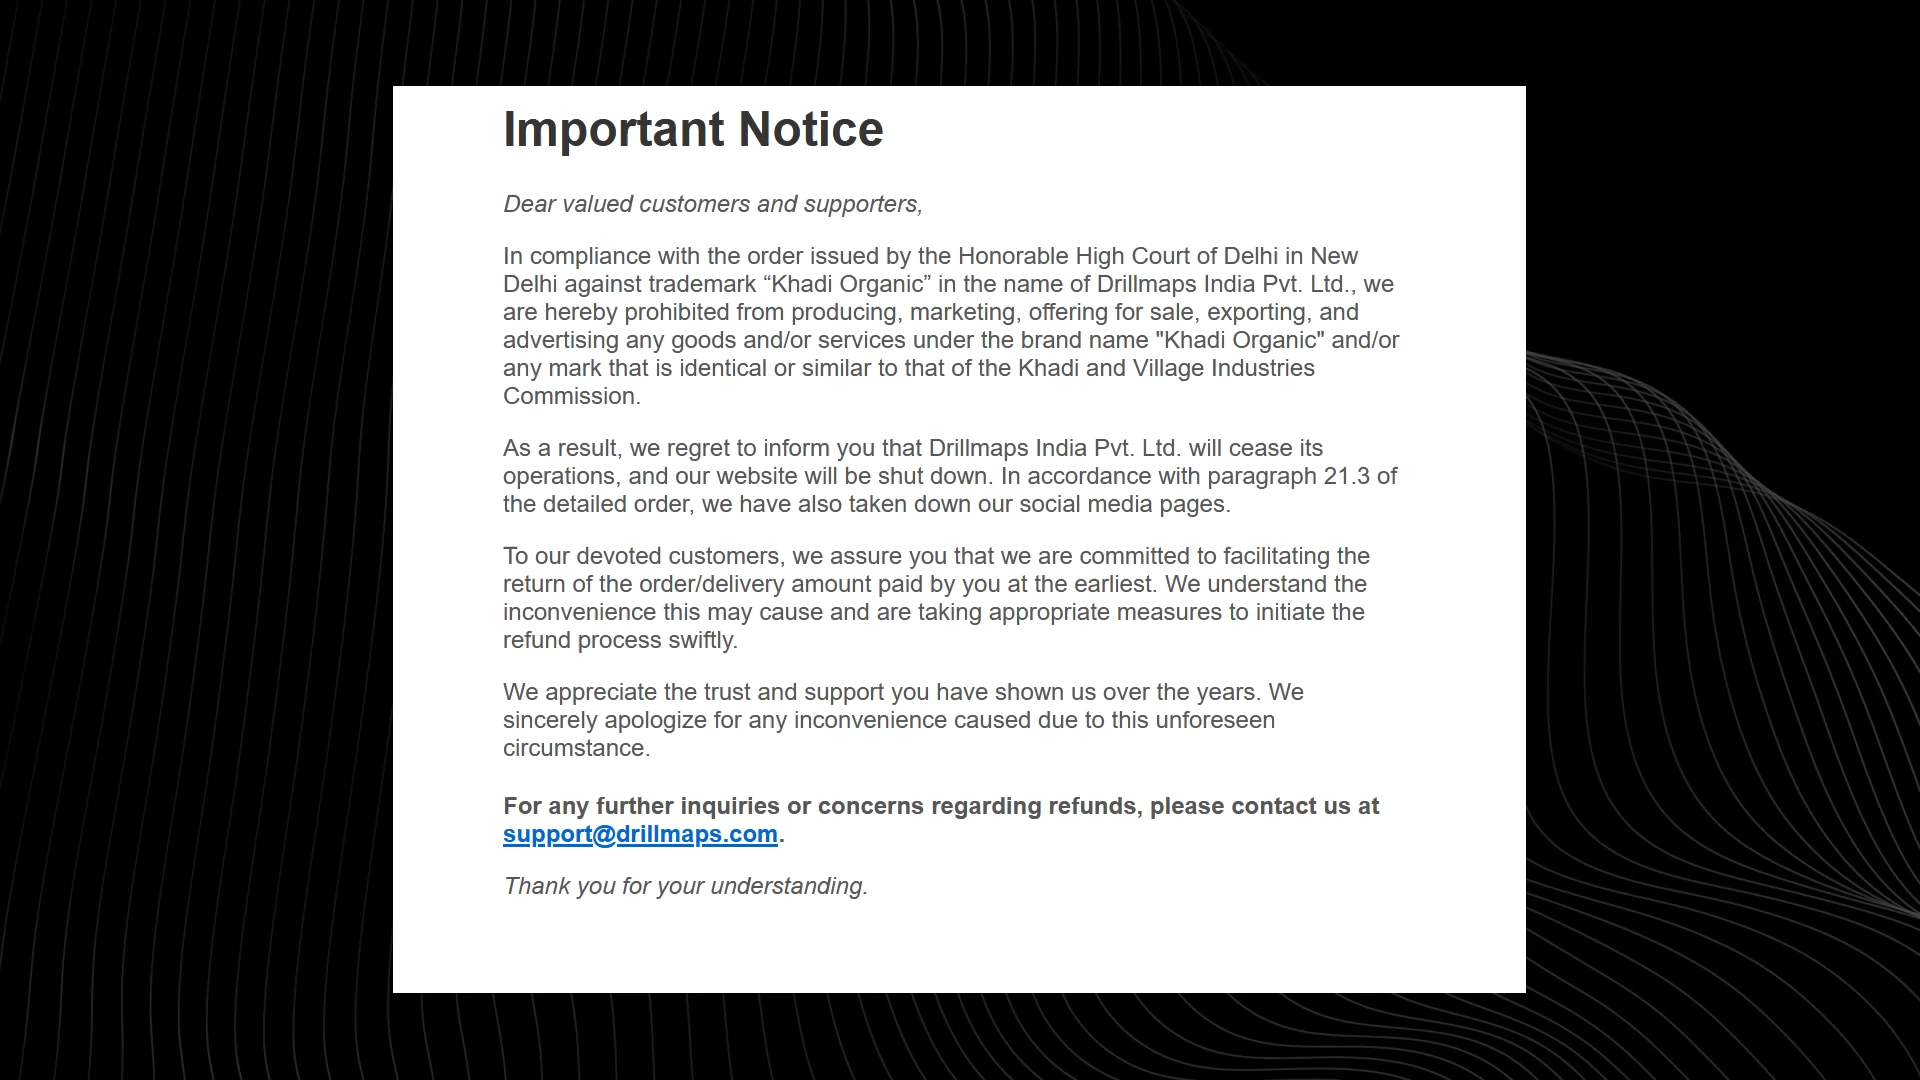 Important Notice
Dear valued customers and supporters,
In compliance with the order issued by the Honorable High Court of Delhi in New
Delhi against trademark “Khadi Organic” in the name of Drillmaps India Pvt. Ltd., we
are hereby prohibited from producing, marketing, offering for sale, exporting, and
advertising any goods and/or services under the brand name "Khadi Organic" and/or
any mark that is identical or similar to that of the Khadi and Village Industries
Commission.
As a result, we regret to inform you that Drillmaps India Pvt. Ltd. will cease its
operations, and our website will be shut down. In accordance with paragraph 21.3 of
the detailed order, we have also taken down our social media pages.
To our devoted customers, we assure you that we are committed to facilitating the
return of the order/delivery amount paid by you at the earliest. We understand the
inconvenience this may cause and are taking appropriate measures to initiate the
refund process swiftly.
We appreciate the trust and support you have shown us over the years. We
sincerely apologize for any inconvenience caused due to this unforeseen
circumstance.
For any further inquiries or concerns regarding refunds, please contact us at
support@drillmaps.com.
Thank you for your understanding.